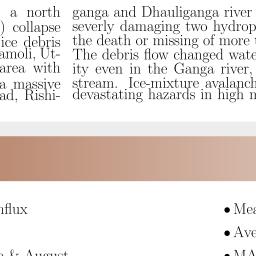 a north
) collapse
ice debris
amoli, Ut-
area with
a massive
ad, Rishi-
ganga and Dhauliganga river
severly damaging two hydrop
the death or missing of more t
The debris flow changed wate
ity even in the Ganga river,
stream. Ice-mixture avalanch
devastating hazards in high m
nflux
& August
• Mea
• Ave
• MA